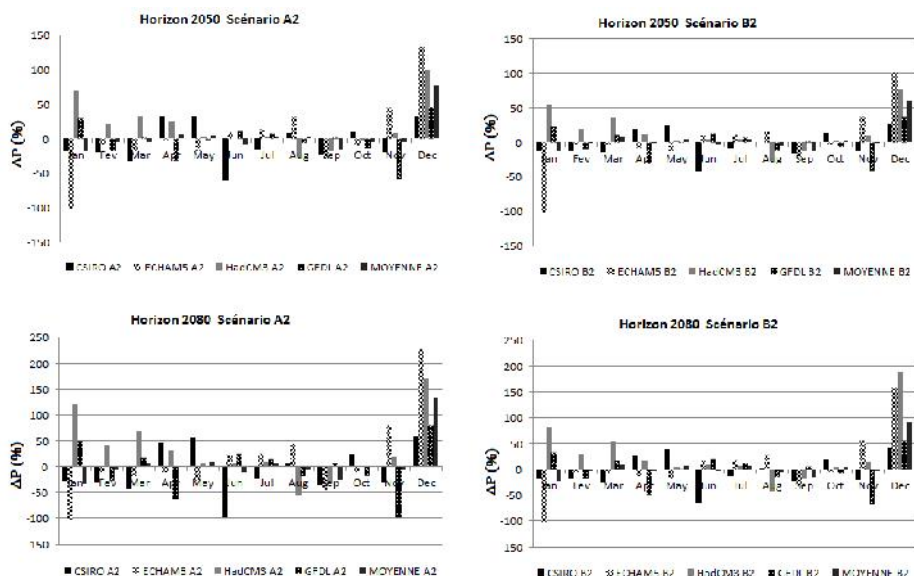 Horizon 2050 Scénario A2
150
100
50
0
-50
-100
-150
ΔP (%)
Jan Fev Mar Apr May Jun Jul Aug Sep Oct Nov Dec
CSIRO A2 ECHAM5 A2 HadCM3 A2 GFDL A2 MOYENNE A2
Horizon 2050 Scénario B2
150
100
50
0
-50
-100
-150
ΔP (%)
Jan Fev Mar Apr May Jun Jul Aug Sep Oct Nov Dec
CSIRO B2 ECHAM5 B2 HadCM3 B2 GFDL B2 MOYENNE B2
Horizon 2080 Scénario A2
250
200
150
100
50
0
-50
-100
150
ΔP (%)
Jan Fev Mar Apr May Jun Jul Aug Sep Oct Nov Dec
CSIRO A2 ECHAM5 A2 HadCM3 A2 GFDL A2 MOYENNE A2
Horizon 2080 Scénario B2
250
200
150
100
50
0
-50
-100
150
ΔP (%)
Jan Fev Mar Apr May Jun Jul Aug Sep Oct Nov Dec
CSIRO B2 ECHAM5 B2 HadCM3 B2 GFDL B2 MOYENNE B2